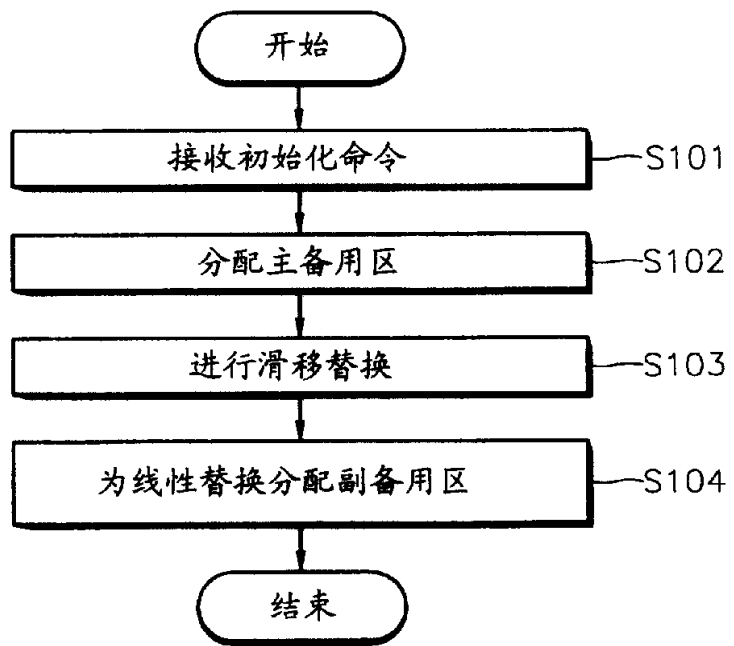 开始
接收初始化命令
S101
分配主备用区
S102
进行滑移替换
S103
为线性替换分配副备用区
S104
结束